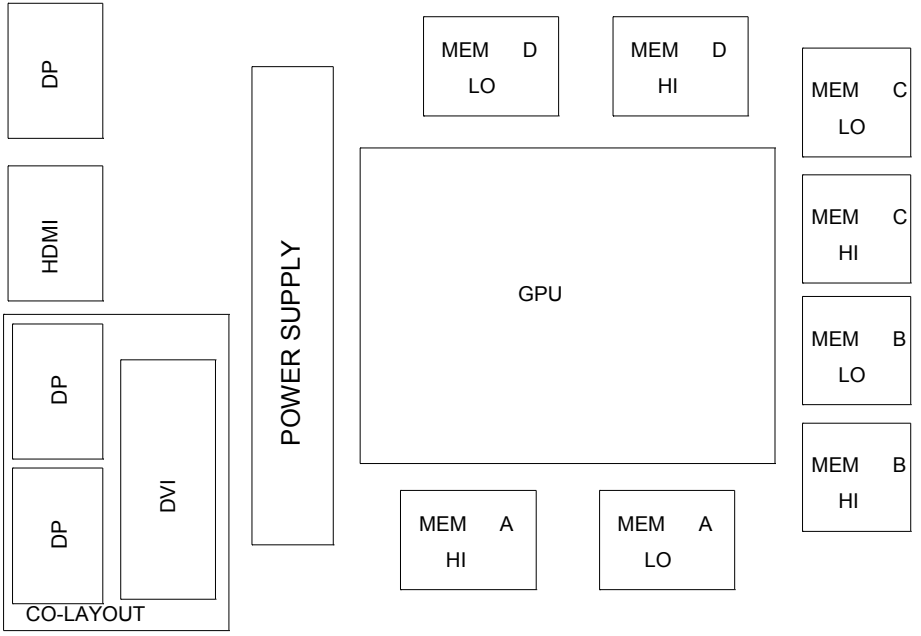 DP
HDMI
DP
DP
DVI
CO-LAYOUT
POWER SUPPLY
MEM D
LO
MEM D
HI
GPU
MEM A
HI
MEM A
LO
MEM C
LO
MEM C
HI
MEM B
LO
MEM B
HI